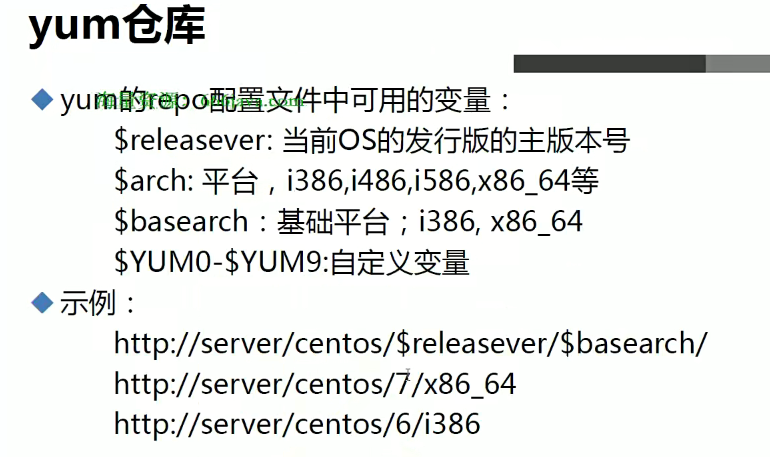 yum仓库
yum的repo配置文件中可用的变量：
$releasever: 当前OS的发行版的主版本号
$arch: 平台，i386,i486,i586,x86_64等
$basearch：基础平台；i386, x86_64
$YUM0-$YUM9:自定义变量
示例：
http://server/centos/$releasever/$basearch/
http://server/centos/7/x86_64
http://server/centos/6/i386